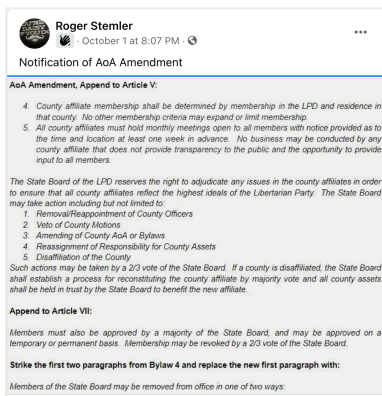 Roger Stemler
· October 1 at 8:07 PM ·
Notification of AoA Amendment
AoA Amendment, Append to Article V:
4. County affiliate membership shall be determined by membership in the LPD and residence in
that county. No other membership criteria may expand or limit membership.
5. All county affiliates must hold monthly meetings open to all members with notice provided as to
the time and location at least one week in advance. No business may be conducted by any
county affiliate that does not provide transparency to the public and the opportunity to provide
input to all members.
The State Board of the LPD reserves the right to adjudicate any issues in the county affiliates in order
to ensure that all county affiliates reflect the highest ideals of the Libertarian Party. The State Board
may take action including but not limited to:
1. Removal/Reappointment of County Officers
2. Veto of County Motions
3. Amending of County AoA or Bylaws
4. Reassignment of Responsibility for County Assets
5. Disaffiliation of the County
Such actions may be taken by a 2/3 vote of the State Board. If a county is disaffiliated, the State Board
shall establish a process for reconstituting the county affiliate by majority vote and all county assets
shall be held in trust by the State Board to benefit the new affiliate.
Append to Article VII:
Members must also be approved by a majority of the State Board, and may be approved on a
temporary or permanent basis. Membership may be revoked by a 2/3 vote of the State Board.
Strike the first two paragraphs from Bylaw 4 and replace the new first paragraph with:
Members of the State Board may be removed from office in one of two ways: